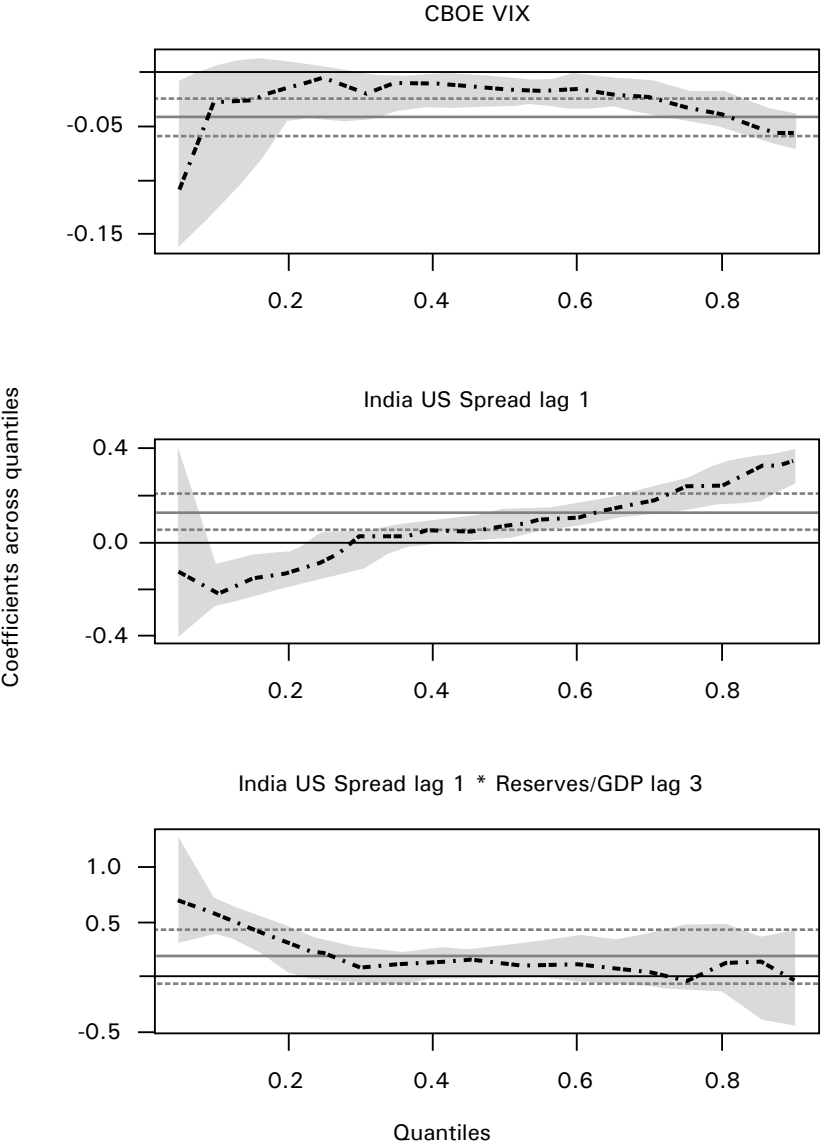 CBOE VIX
-0.05
-0.15
0.2 0.4 0.6 0.8
Coefficients across quantiles
India US Spread lag 1
0.4
0.0
-0.4
0.2 0.4 0.6 0.8
India US Spread lag 1 * Reserves/GDP lag 3
1.0
0.5
-0.5
0.2 0.4 0.6 0.8
Quantiles